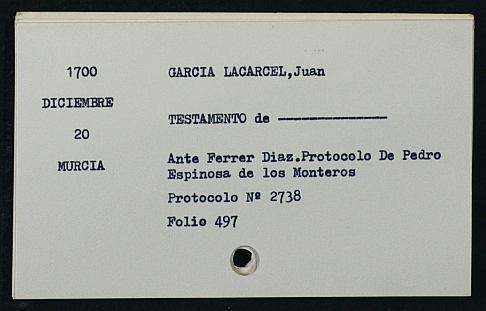 1700
GARCIA LACARCEL,Juan
DICIEMBRE
20
MURCIA
TESTAMENTO de ---------------
Ante Ferrer Diaz.Protocolo De Pedro
Espinosa de los Monteros
Protocolo Nº 2738
Folio 497